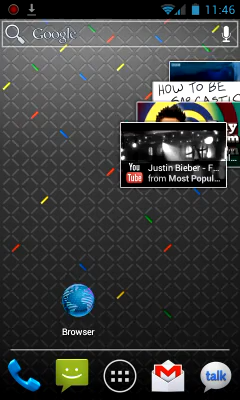 11:46
Google
HOW TO BE
SARCASTIC
You
Tube
Justin Bieber - F...
from Most Popul...
Browser
talk